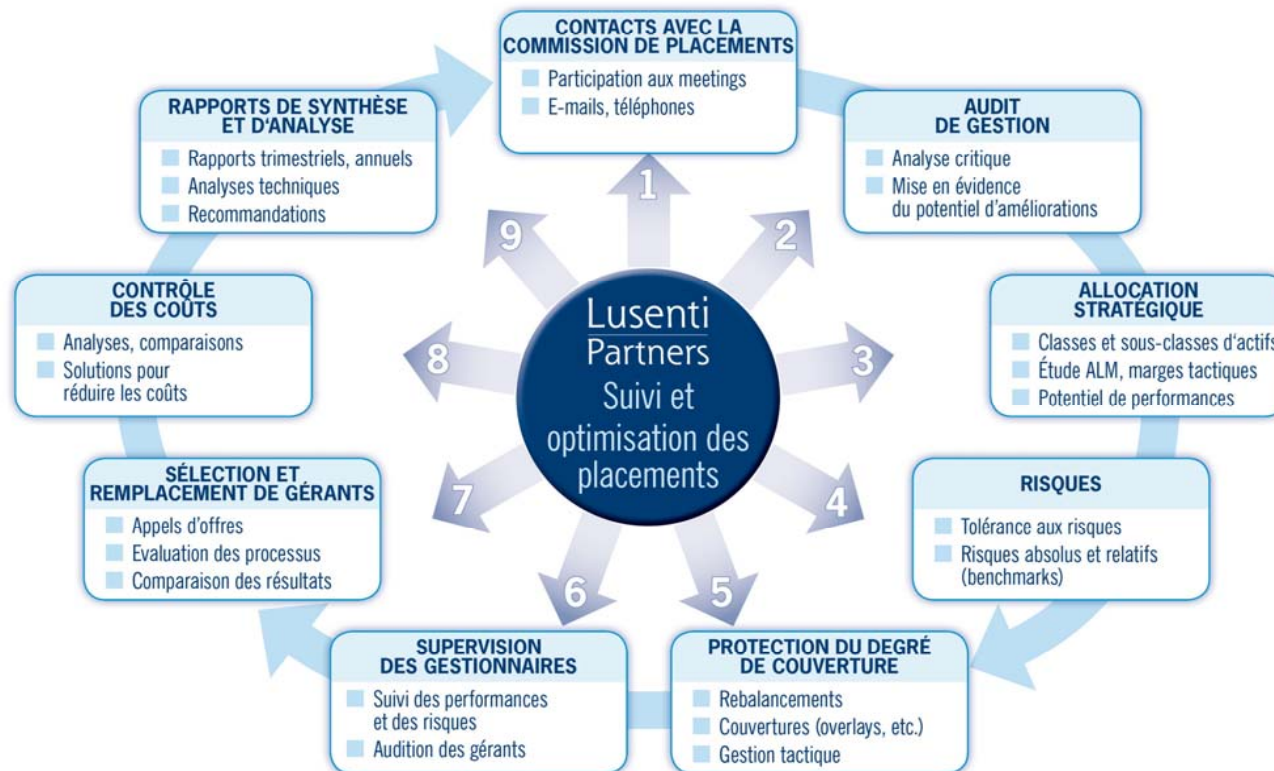 CONTACTS AVEC LA
COMMISSION DE PLACEMENTS
Participation aux meetings
E-mails, téléphones
1
AUDIT
DE GESTION
Analyse critique
Mise en évidence
du potentiel d'améliorations
2
ALLOCATION
STRATÉGIQUE
Classes et sous-classes d'actifs
Étude ALM, marges tactiques
Potentiel de performances
3
RISQUES
Tolérance aux risques
Risques absolus et relatifs
(benchmarks)
4
PROTECTION DU DEGRÉ
DE COUVERTURE
Rebalancements
Couvertures (overlays, etc.)
Gestion tactique
5
SUPERVISION
DES GESTIONNAIRES
Suivi des performances
et des risques
Audition des gérants
6
SÉLECTION ET
REMPLACEMENT DE GÉRANTS
Appels d'offres
Evaluation des processus
Comparaison des résultats
7
CONTRÔLE
DES COÛTS
Analyses, comparaisons
Solutions pour
réduire les coûts
8
RAPPORTS DE SYNTHÈSE
ET D'ANALYSE
Rapports trimestriels, annuels
Analyses techniques
Recommandations
9
Lusenti
Partners
Suivi et
optimisation des
placements